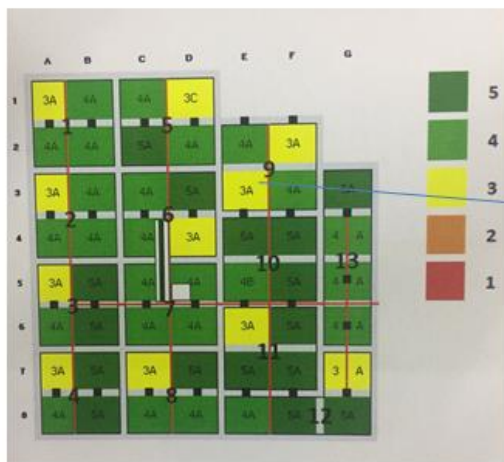 A B C D E F G
1 3A 4A 4A 3C 5
1 5
2 4A 4A 5A 4A 4A 3A 4
9
3 3A 4A 4A 5A 3A 4A 5A 3
2 6
4 4A 4A 4A 3A 5A 5A 4 A 2
10 13
5 3A 5A 4A 4A 4B 5A 4 A 1
3 7
6 4A 5A 4A 4A 3A 5A 4 A
11
7 3A 5A 3A 5A 5A 5A 3 A
4 8
8 4A 5A 4A 5A 4A 5A 12 5A